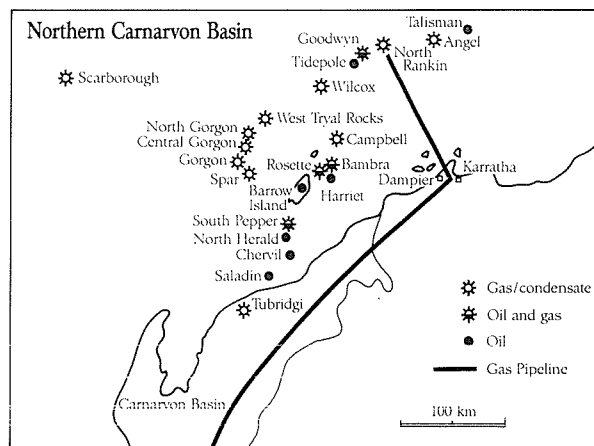 Northern Carnarvon Basin
Talisman
Goodwyn
Angel
North
Rankin
Tidepole
Scarborough
Wilcox
West Tryal Rocks
North Gorgon
Central Gorgon
Campbell
Gorgon
Rosette
Bambra
Spar
Karratha
Dampier
Barrow
Island
Harriet
South Pepper
North Herald
Chervil
Saladin
Tubridgi
Gas/condensate
Oil and gas
Oil
Gas Pipeline
Carnarvon Basin
100 km